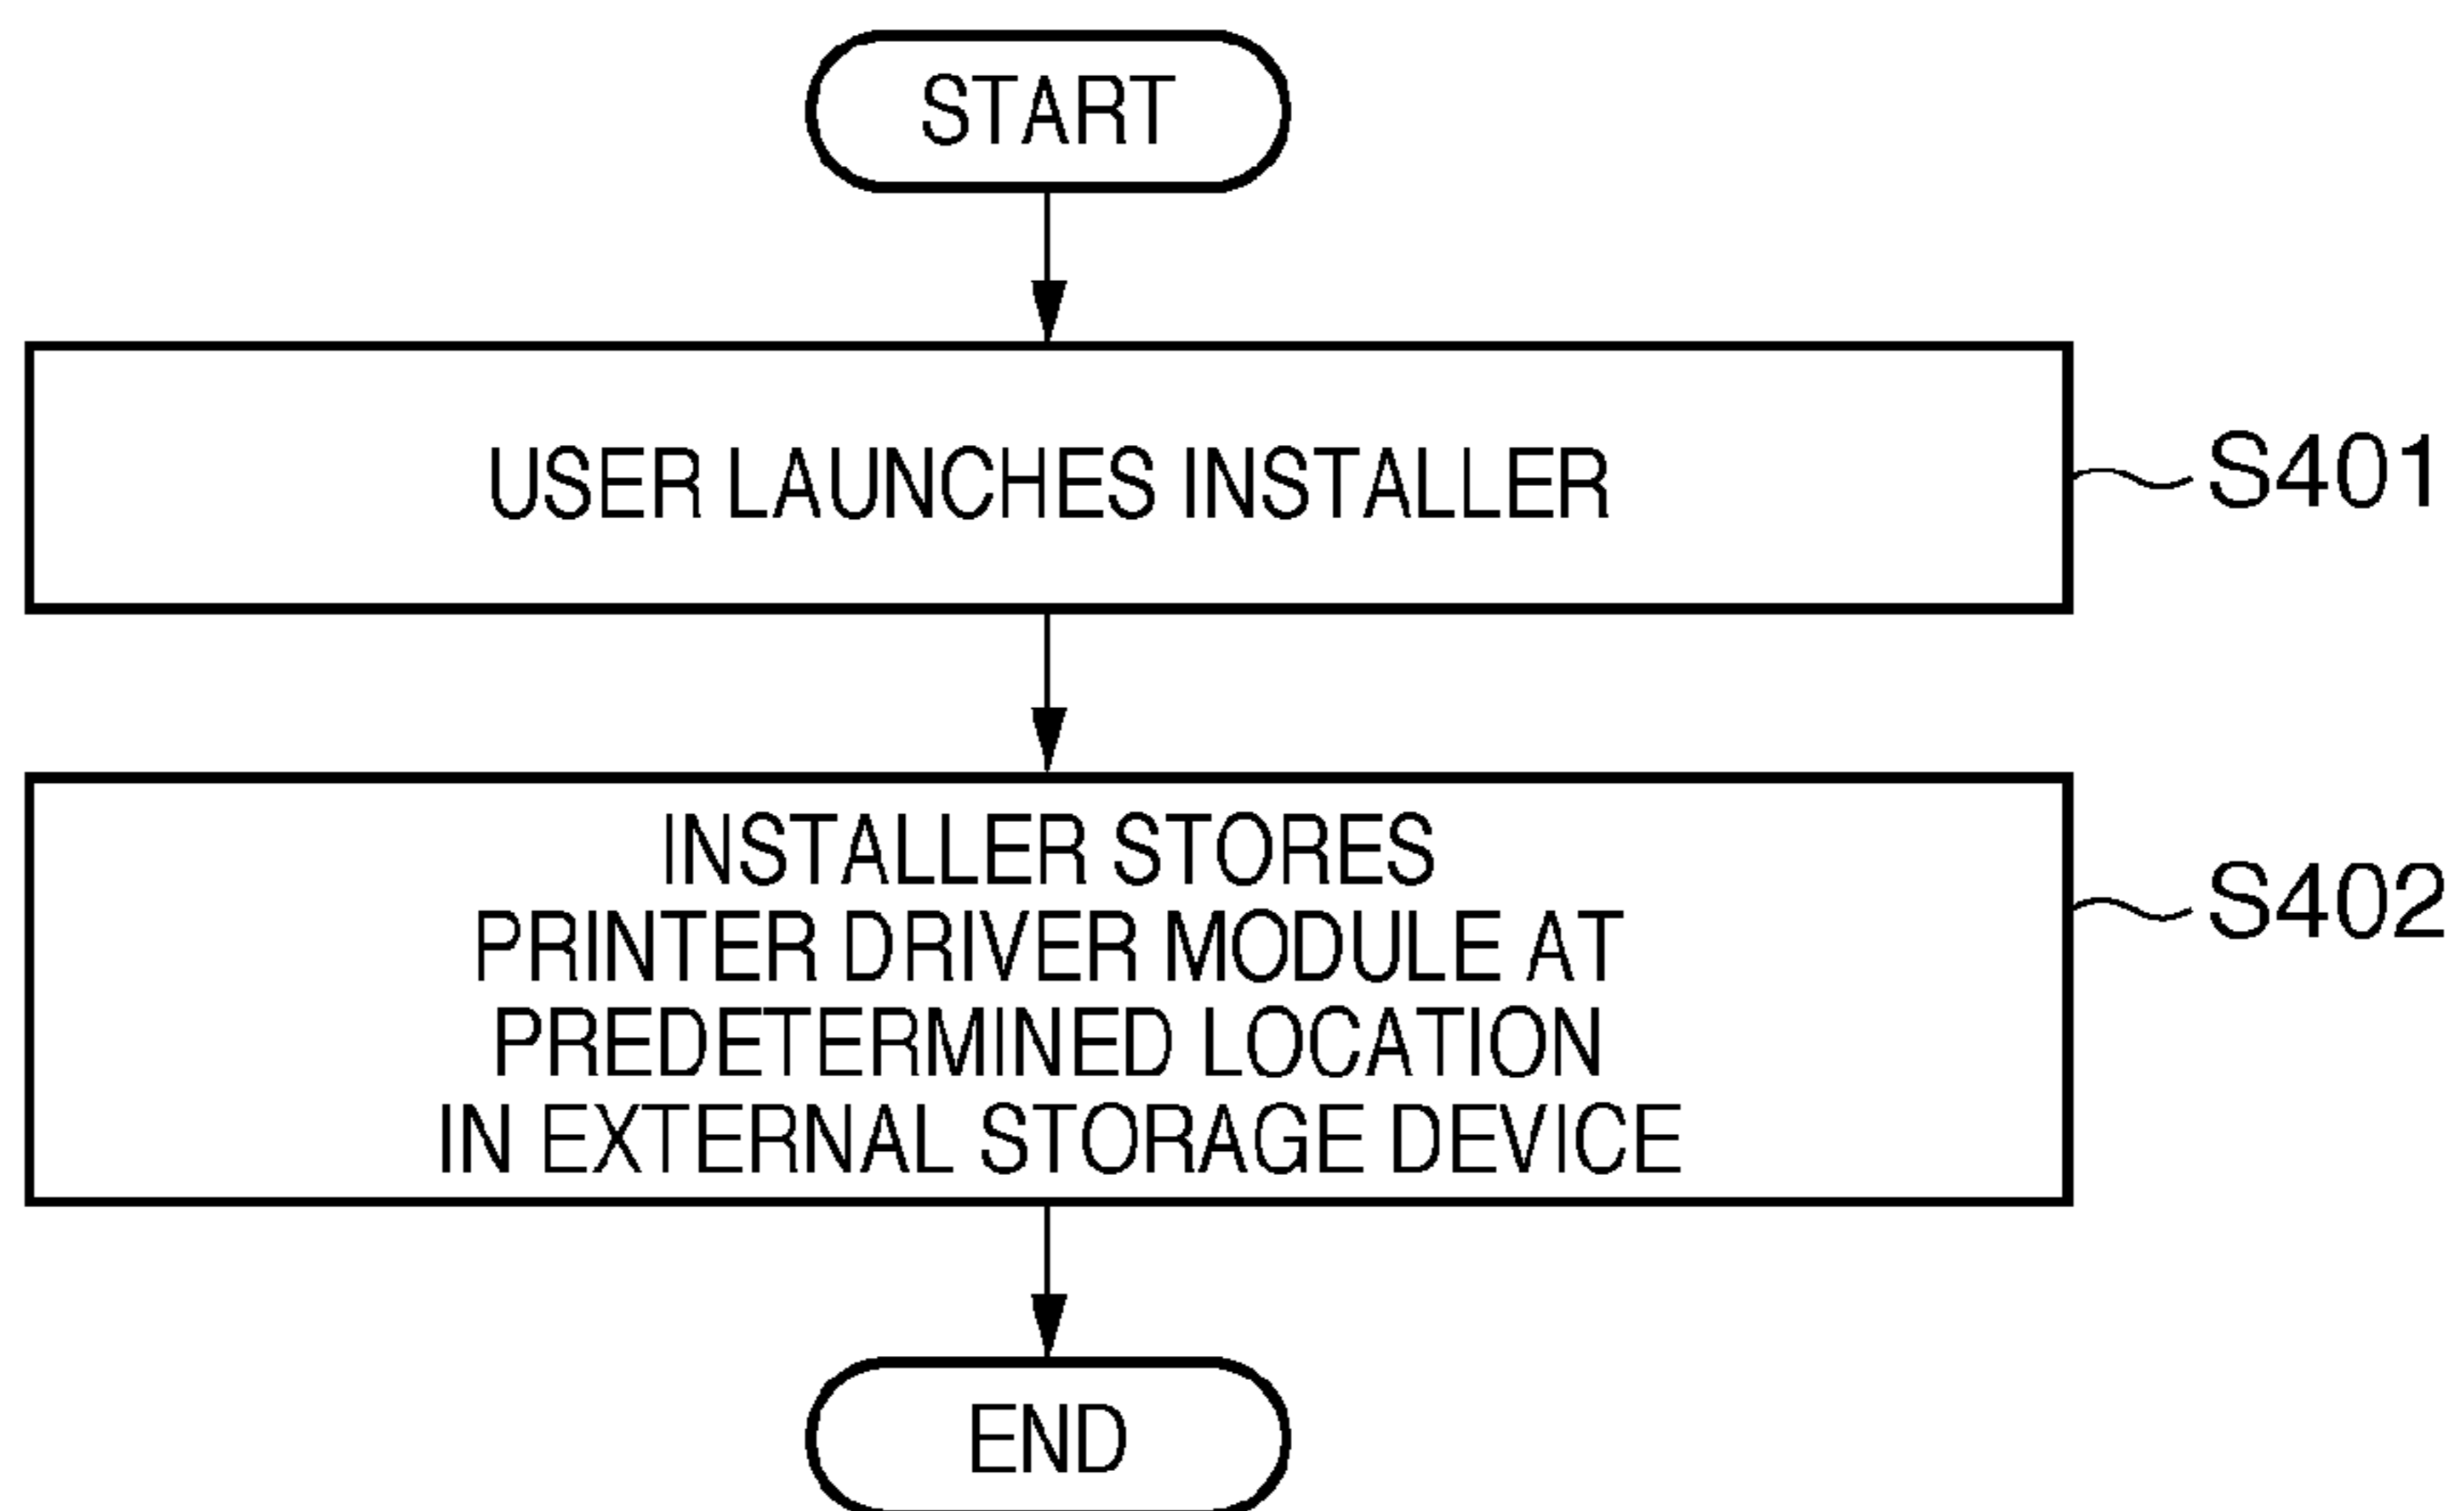 START
USER LAUNCHES INSTALLER
S401
INSTALLER STORES
PRINTER DRIVER MODULE AT
PREDETERMINED LOCATION
IN EXTERNAL STORAGE DEVICE
S402
END